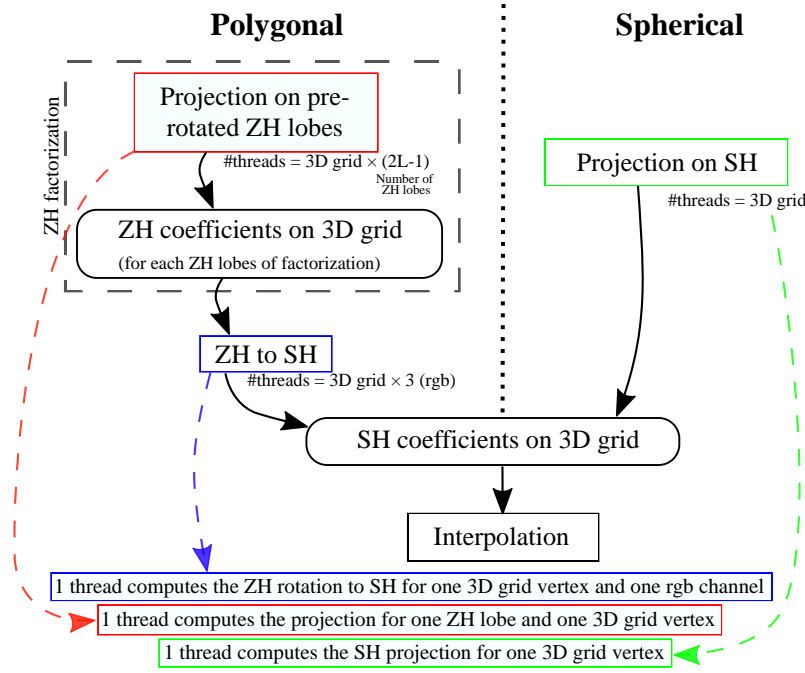 Polygonal
Spherical
ZH factorization
Projection on pre-
rotated ZH lobes
#threads = 3D grid × (2L-1)
Number of
ZH lobes
ZH coefficients on 3D grid
(for each ZH lobes of factorization)
Projection on SH
#threads = 3D grid
ZH to SH
#threads = 3D grid × 3 (rgb)
SH coefficients on 3D grid
Interpolation
1 thread computes the ZH rotation to SH for one 3D grid vertex and one rgb channel
1 thread computes the projection for one ZH lobe and one 3D grid vertex
1 thread computes the SH projection for one 3D grid vertex